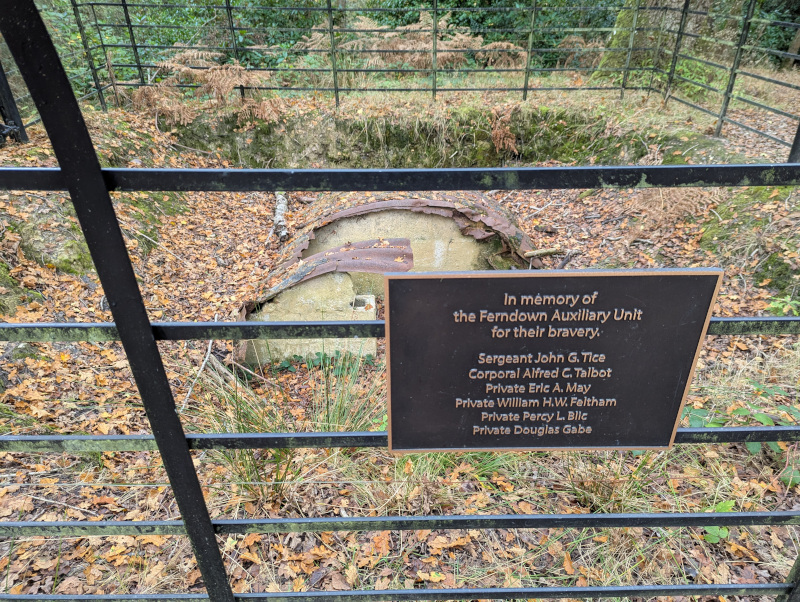 In memory of
the Ferndown Auxiliary Unit
for their bravery.
Sergeant John G. Tice
Corporal Alfred C. Talbot
Private Eric A. May
Private William H.W. Feltham
Private Percy L. Blic
Private Douglas Gabe